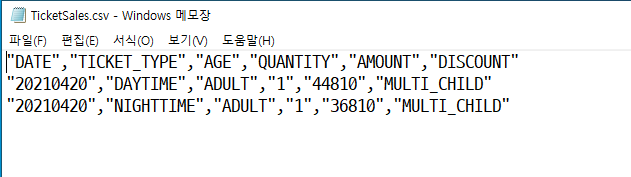 TicketSales.csv - Windows 메모장
파일(F) 편집(E) 서식(O) 보기(V) 도움말(H)
"DATE","TICKET_TYPE","AGE","QUANTITY","AMOUNT","DISCOUNT"
"20210420","DAYTIME","ADULT","1","44810","MULTI_CHILD"
"20210420","NIGHTTIME","ADULT","1","36810","MULTI_CHILD"